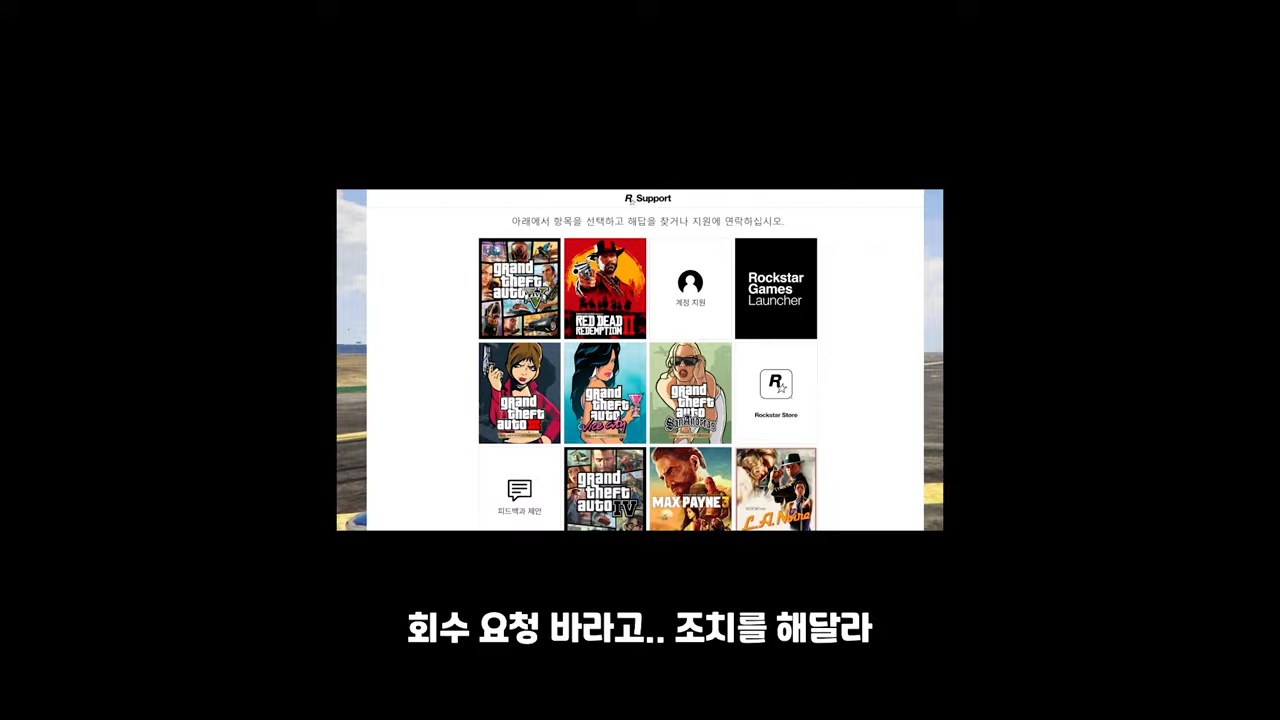 R Support
아래에서 항목을 선택하고 해답을 찾거나 지원에 연락하십시오.
grand theft auto V
RED DEAD REDEMPTION II
계정 지원
Rockstar Games Launcher
grand theft auto III
grand theft auto VICE CITY
grand theft auto San Andreas
R
Rockstar Store
피드백과 제안
grand theft auto IV
MAX PAYNE 3
L.A. Noire
회수 요청 바라고.. 조치를 해달라